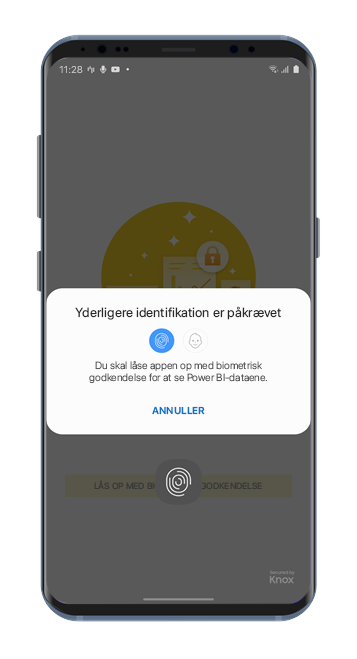 11:28
Yderligere identifikation er påkrævet
Du skal låse appen op med biometrisk
godkendelse for at se Power BI-dataene.
ANNULLER
LÅS OP MED BI GODKENDELSE
Secured by
Knox